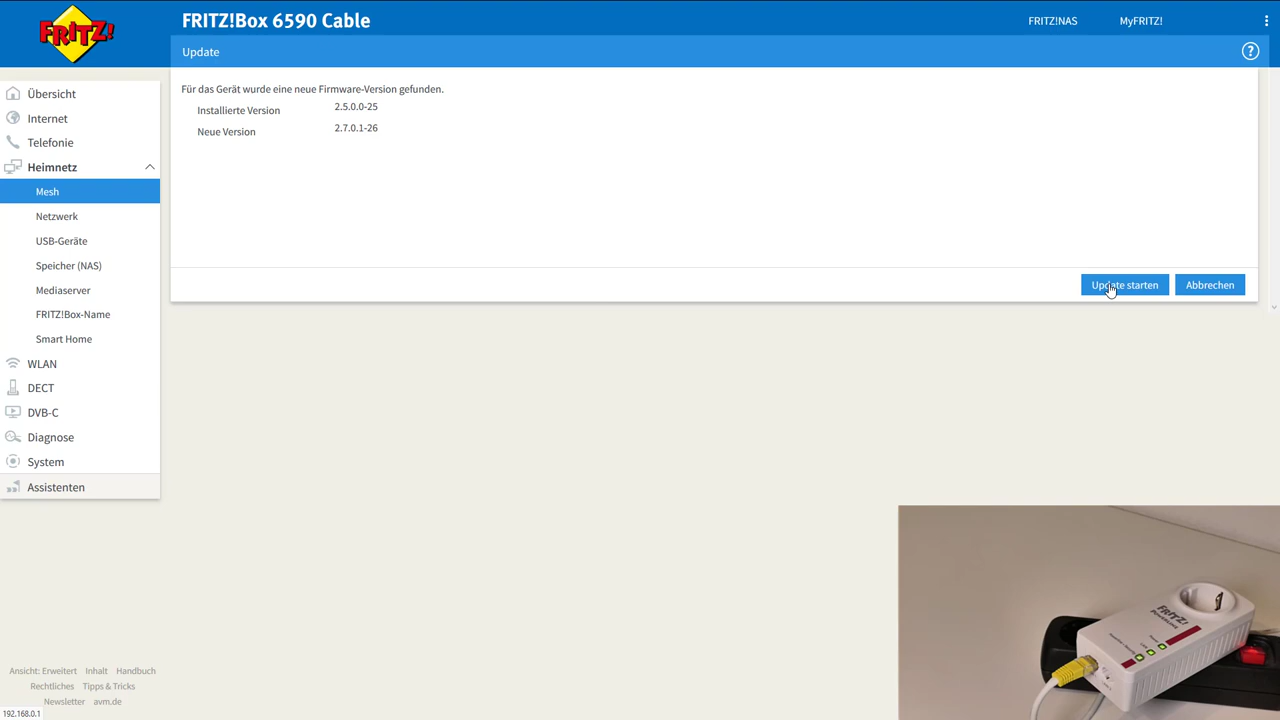 FRITZ!
FRITZ!Box 6590 Cable
FRITZ!NAS
MyFRITZ!
Update
?
Übersicht
Internet
Telefonie
Heimnetz
Mesh
Netzwerk
USB-Geräte
Speicher (NAS)
Mediaserver
FRITZ!Box-Name
Smart Home
WLAN
DECT
DVB-C
Diagnose
System
Assistenten
Für das Gerät wurde eine neue Firmware-Version gefunden.
Installierte Version 2.5.0.0-25
Neue Version 2.7.0.1-26
Update starten
Abbrechen
Ansicht: Erweitert Inhalt Handbuch
Rechtliches Tipps & Tricks
Newsletter avm.de
192.168.0.1
FRITZ!
Powerline